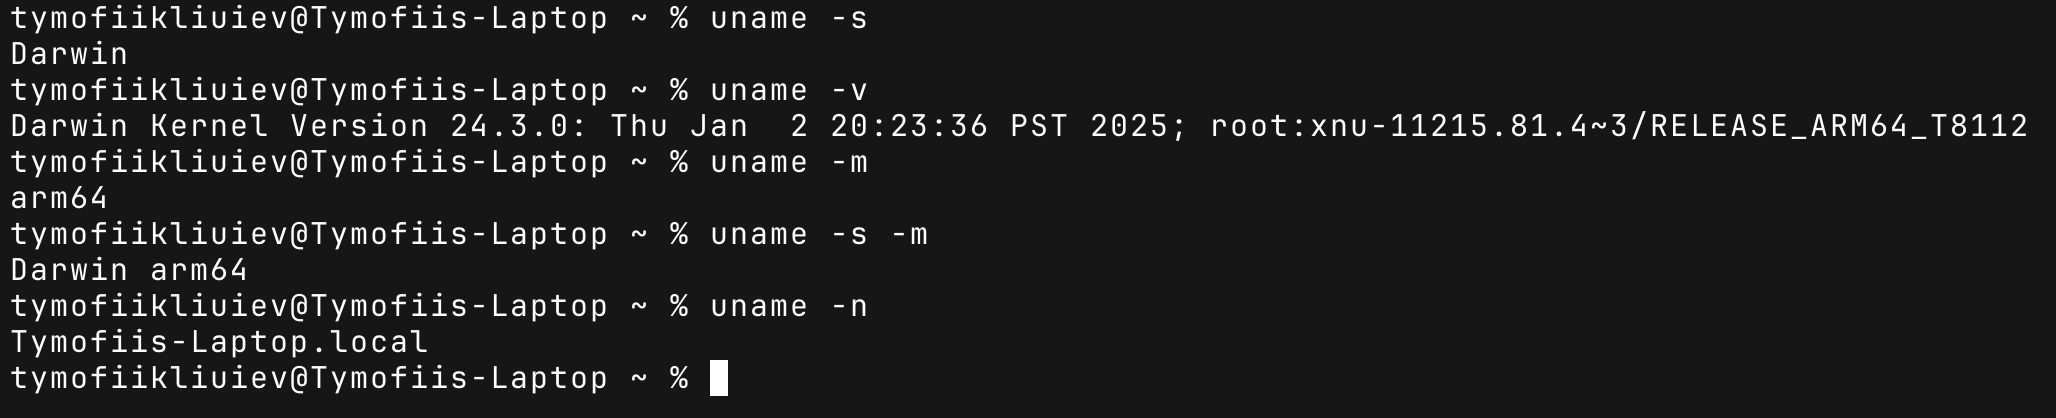 tymofiikliuiev@Tymofiis-Laptop ~ % uname -s
Darwin
tymofiikliuiev@Tymofiis-Laptop ~ % uname -v
Darwin Kernel Version 24.3.0: Thu Jan  2 20:23:36 PST 2025; root:xnu-11215.81.4~3/RELEASE_ARM64_T8112
tymofiikliuiev@Tymofiis-Laptop ~ % uname -m
arm64
tymofiikliuiev@Tymofiis-Laptop ~ % uname -s -m
Darwin arm64
tymofiikliuiev@Tymofiis-Laptop ~ % uname -n
Tymofiis-Laptop.local
tymofiikliuiev@Tymofiis-Laptop ~ %